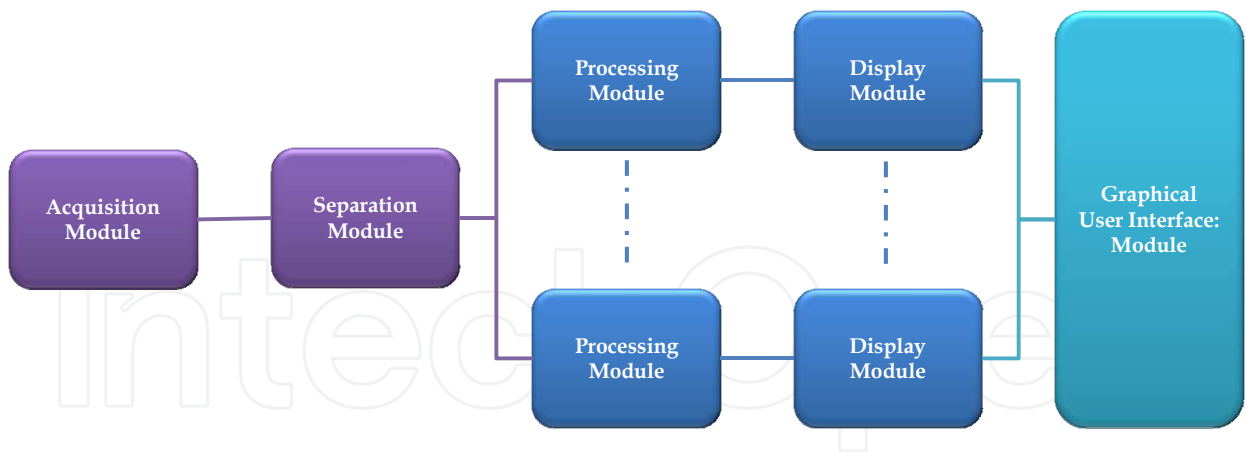 Processing
Module
Display
Module
Acquisition
Module
Separation
Module
Graphical
User Interface:
Module
Processing
Module
Display
Module